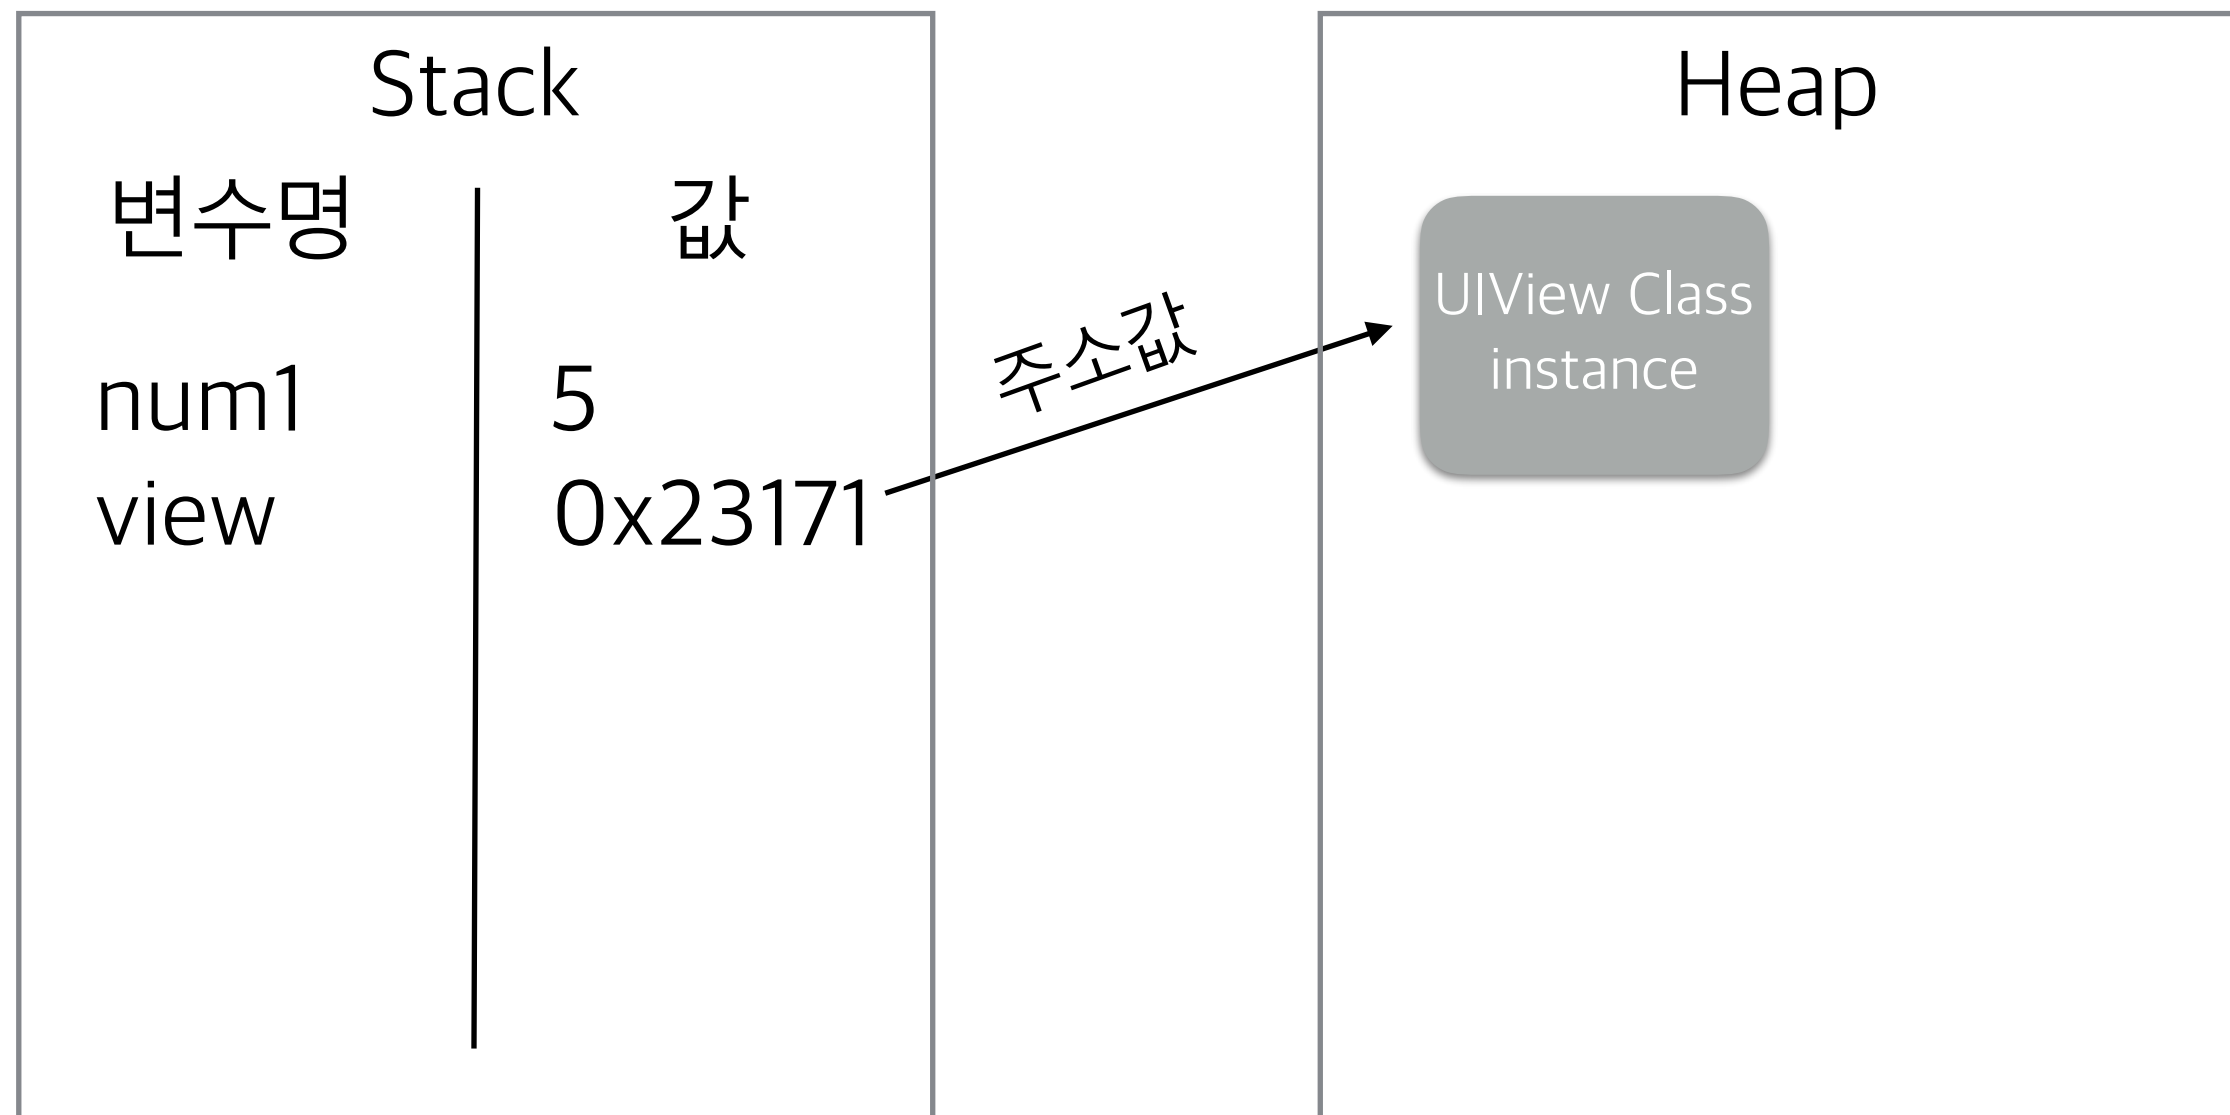 Stack
변수명 값
num1 5
view 0x23171
주소값
Heap
UIView Class
instance